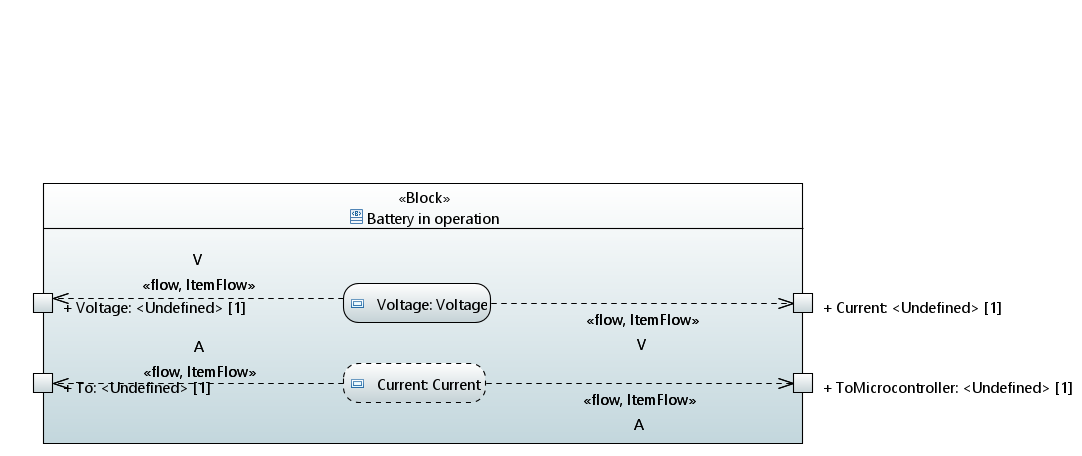 «Block»
Battery in operation
V
«flow, ItemFlow»
+ Voltage: <Undefined> [1]
Voltage: Voltage
+ Current: <Undefined> [1]
«flow, ItemFlow»
V
A
«flow, ItemFlow»
+ To: <Undefined> [1]
Current: Current
+ ToMicrocontroller: <Undefined> [1]
«flow, ItemFlow»
A